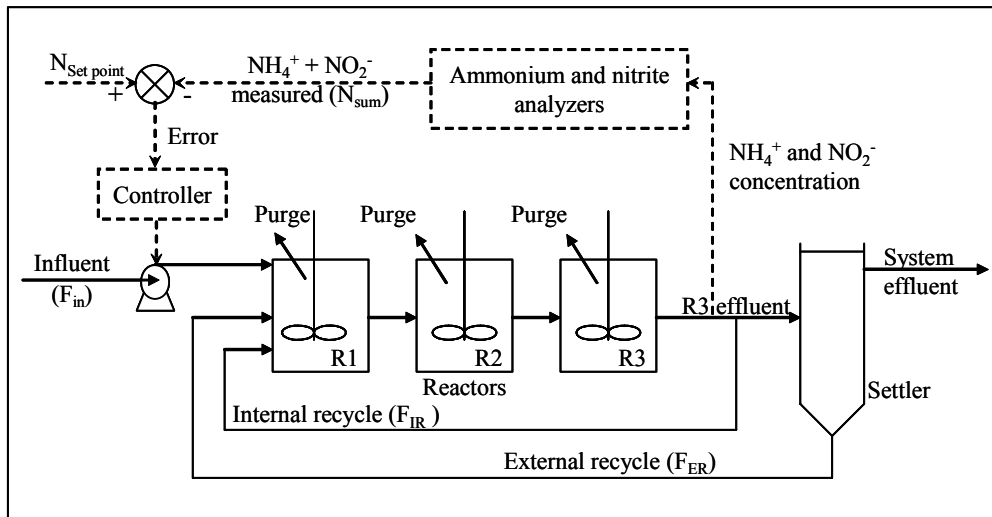 N_Set point
+
-
NH₄⁺ + NO₂⁻
measured (N_sum)
Ammonium and nitrite
analyzers
Error
NH₄⁺ and NO₂⁻
concentration
Controller
Purge
Purge
Purge
Influent
(F_in)
System
effluent
R3 effluent
R1
R2
R3
Reactors
Settler
Internal recycle (F_IR )
External recycle (F_ER)